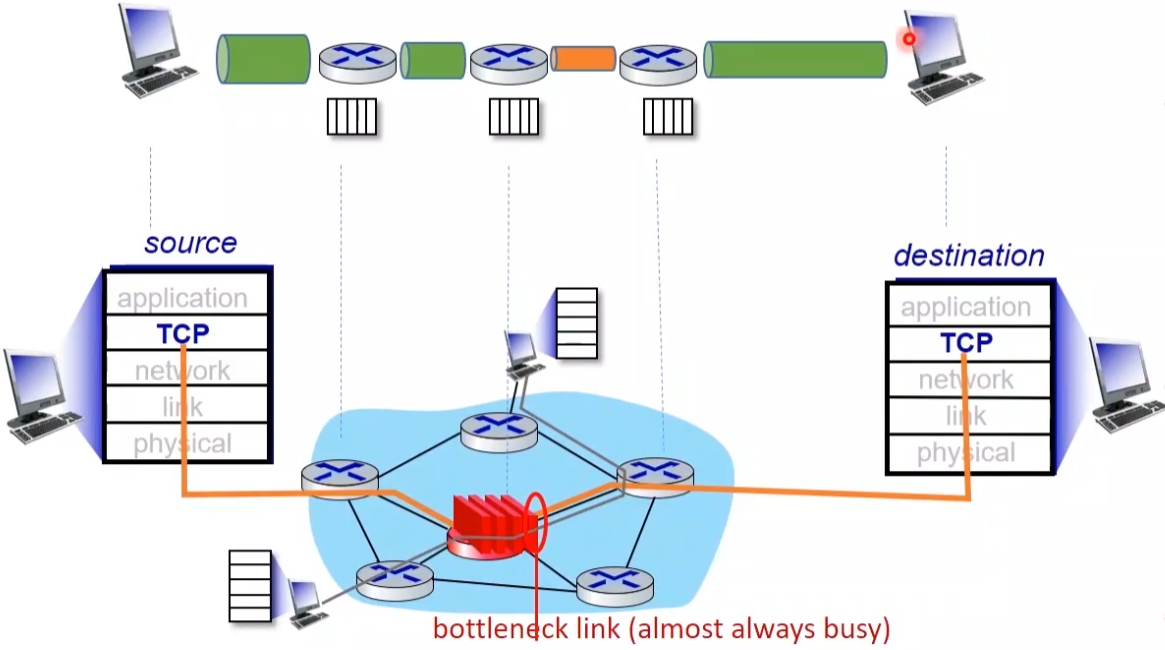 source
application
TCP
network
link
physical
destination
application
TCP
network
link
physical
bottleneck link (almost always busy)